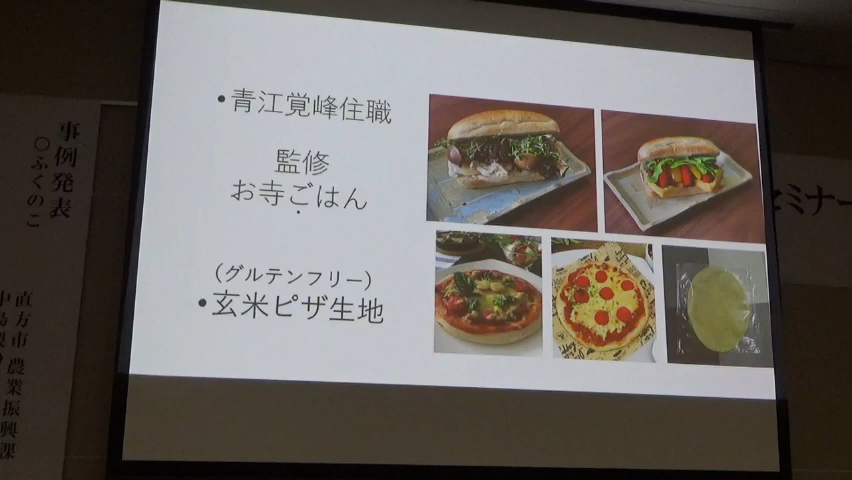 •青江覚峰住職
監修
お寺ごはん
（グルテンフリー）
•玄米ピザ生地
事例発表
〇ふくのこ
直方市 農業振興課
セミナー